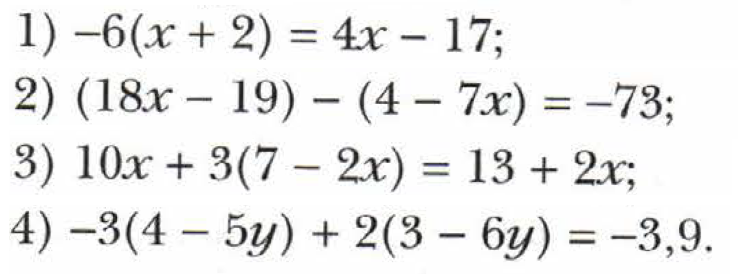 1) –6(x + 2) = 4x – 17;
2) (18x – 19) – (4 – 7x) = –73;
3) 10x + 3(7 – 2x) = 13 + 2x;
4) –3(4 – 5y) + 2(3 – 6y) = –3,9.